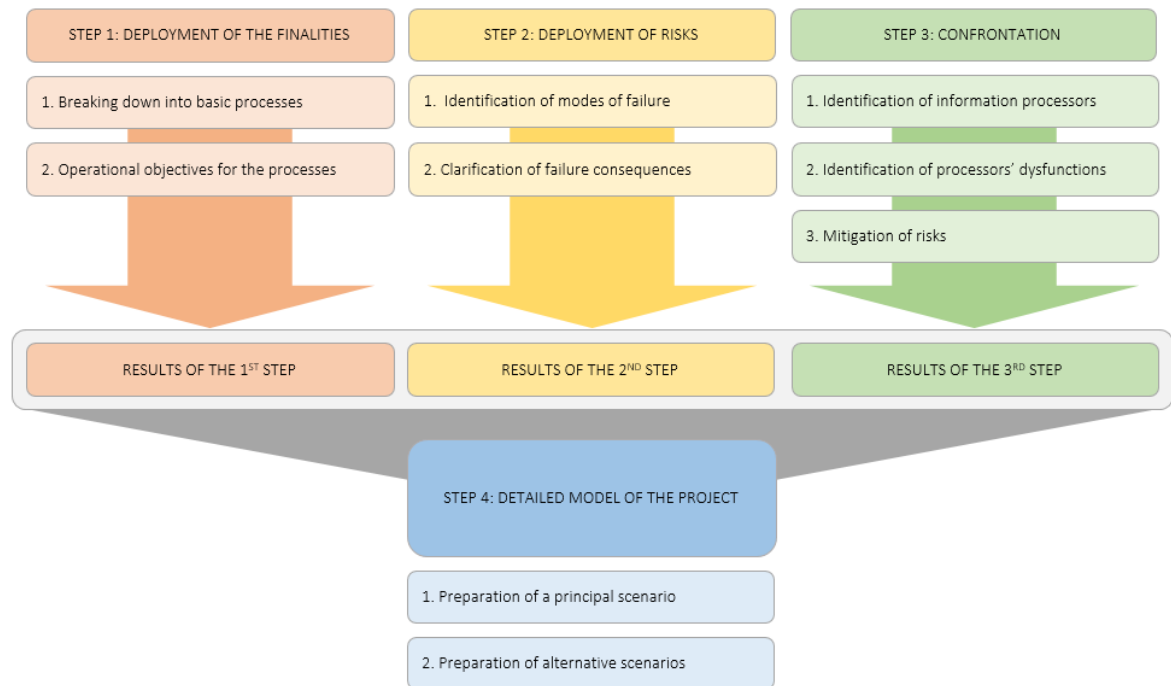 STEP 1: DEPLOYMENT OF THE FINALITIES
1. Breaking down into basic processes
2. Operational objectives for the processes
STEP 2: DEPLOYMENT OF RISKS
1. Identification of modes of failure
2. Clarification of failure consequences
STEP 3: CONFRONTATION
1. Identification of information processors
2. Identification of processors’ dysfunctions
3. Mitigation of risks
RESULTS OF THE 1ST STEP
RESULTS OF THE 2ND STEP
RESULTS OF THE 3RD STEP
STEP 4: DETAILED MODEL OF THE PROJECT
1. Preparation of a principal scenario
2. Preparation of alternative scenarios